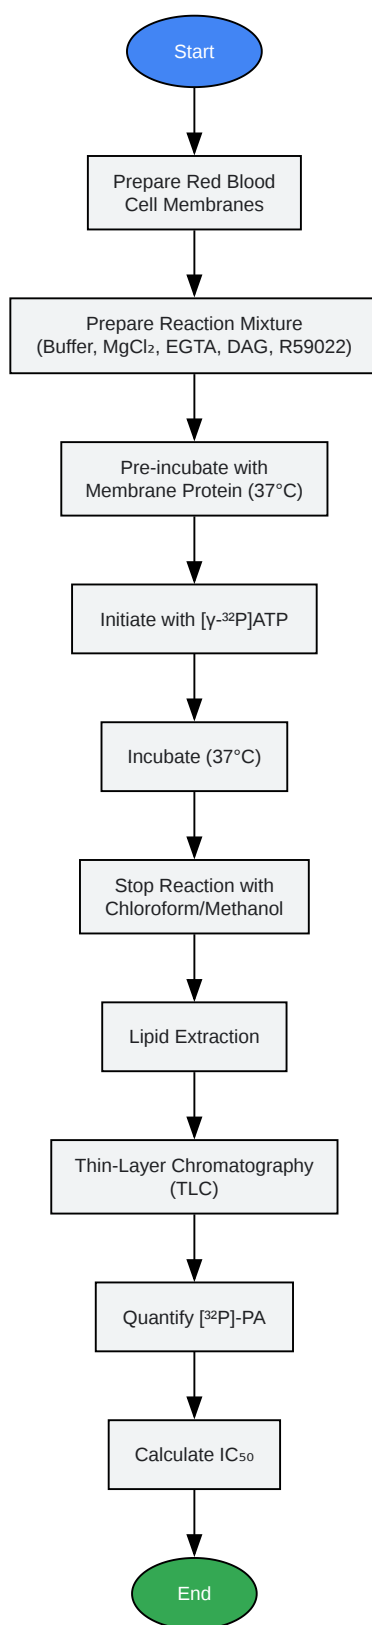 Start
Prepare Red Blood
Cell Membranes
Prepare Reaction Mixture
(Buffer, MgCl₂, EGTA, DAG, R59022)
Pre-incubate with
Membrane Protein (37°C)
Initiate with [γ-³²P]ATP
Incubate (37°C)
Stop Reaction with
Chloroform/Methanol
Lipid Extraction
Thin-Layer Chromatography
(TLC)
Quantify [³²P]-PA
Calculate IC₅₀
End